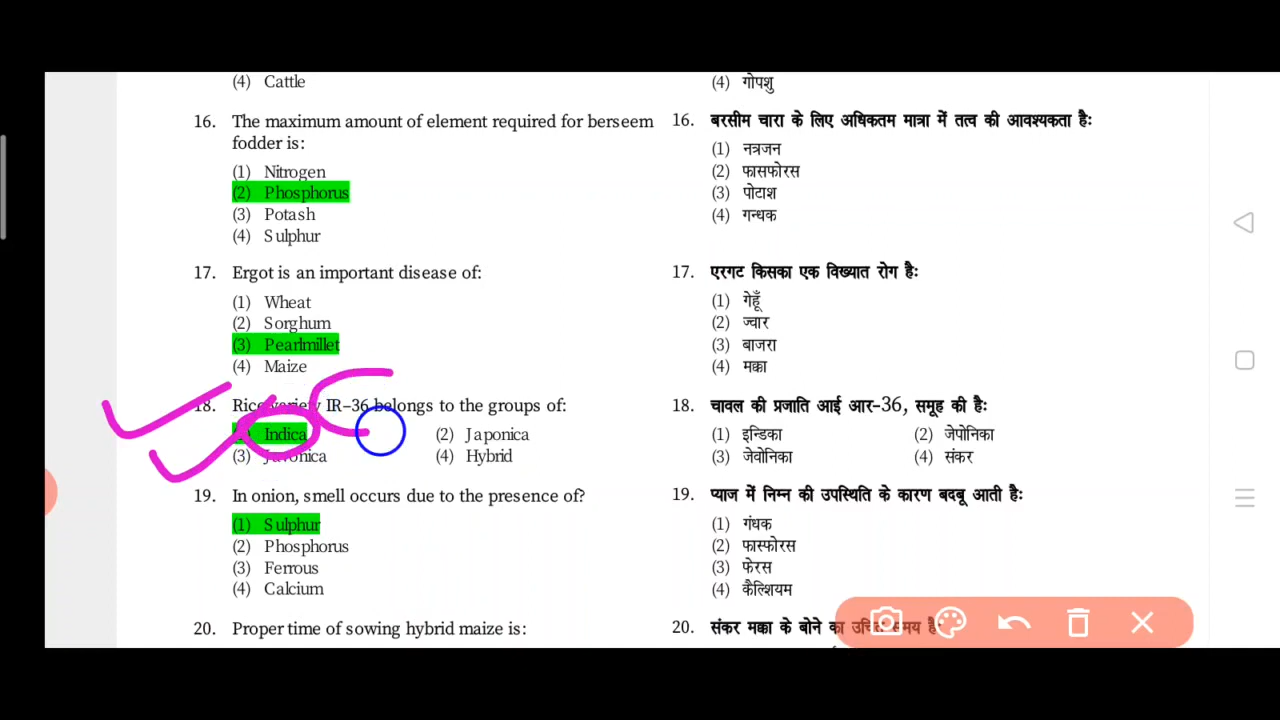 (4) Cattle
16. The maximum amount of element required for berseem
fodder is:
(1) Nitrogen
(2) Phosphorus
(3) Potash
(4) Sulphur
17. Ergot is an important disease of:
(1) Wheat
(2) Sorghum
(3) Pearlmillet
(4) Maize
18. Rice variety IR–36 belongs to the groups of:
(1) Indica (2) Japonica
(3) Javonica (4) Hybrid
19. In onion, smell occurs due to the presence of?
(1) Sulphur
(2) Phosphorus
(3) Ferrous
(4) Calcium
20. Proper time of sowing hybrid maize is:
(4) गोपशु
16. बरसीम चारा के लिए अधिकतम मात्रा में तत्व की आवश्यकता है:
(1) नत्रजन
(2) फासफोरस
(3) पोटाश
(4) गन्धक
17. एरगट किसका एक विख्यात रोग है:
(1) गेहूँ
(2) ज्वार
(3) बाजरा
(4) मक्का
18. चावल की प्रजाति आई आर-36, समूह की है:
(1) इन्डिका (2) जेपोनिका
(3) जेवोनिका (4) संकर
19. प्याज में निम्न की उपस्थिति के कारण बदबू आती है:
(1) गंधक
(2) फास्फोरस
(3) फेरस
(4) कैल्शियम
20. संकर मक्का के बोने का उचित समय है: